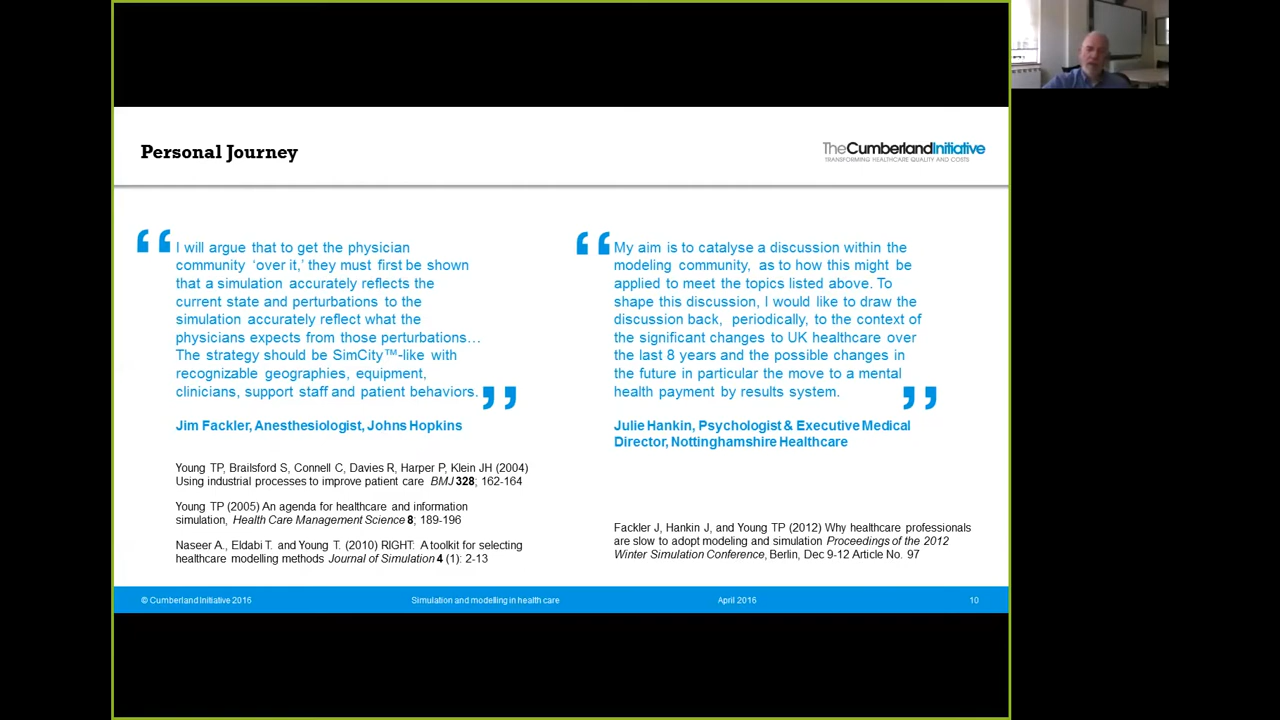 Personal Journey
TheCumberlandInitiative
TRANSFORMING HEALTHCARE QUALITY AND COSTS
“ I will argue that to get the physician
community ‘over it,’ they must first be shown
that a simulation accurately reflects the
current state and perturbations to the
simulation accurately reflect what the
physicians expects from those perturbations…
The strategy should be SimCity™-like with
recognizable geographies, equipment,
clinicians, support staff and patient behaviors. ”
Jim Fackler, Anesthesiologist, Johns Hopkins
Young TP, Brailsford S, Connell C, Davies R, Harper P, Klein JH (2004)
Using industrial processes to improve patient care BMJ 328; 162-164
Young TP (2005) An agenda for healthcare and information
simulation, Health Care Management Science 8; 189-196
Naseer A., Eldabi T. and Young T. (2010) RIGHT: A toolkit for selecting
healthcare modelling methods Journal of Simulation 4 (1): 2-13
“ My aim is to catalyse a discussion within the
modeling community, as to how this might be
applied to meet the topics listed above. To
shape this discussion, I would like to draw the
discussion back, periodically, to the context of
the significant changes to UK healthcare over
the last 8 years and the possible changes in
the future in particular the move to a mental
health payment by results system. ”
Julie Hankin, Psychologist & Executive Medical
Director, Nottinghamshire Healthcare
Fackler J, Hankin J, and Young TP (2012) Why healthcare professionals
are slow to adopt modeling and simulation Proceedings of the 2012
Winter Simulation Conference, Berlin, Dec 9-12 Article No. 97
© Cumberland Initiative 2016
Simulation and modelling in health care
April 2016
10